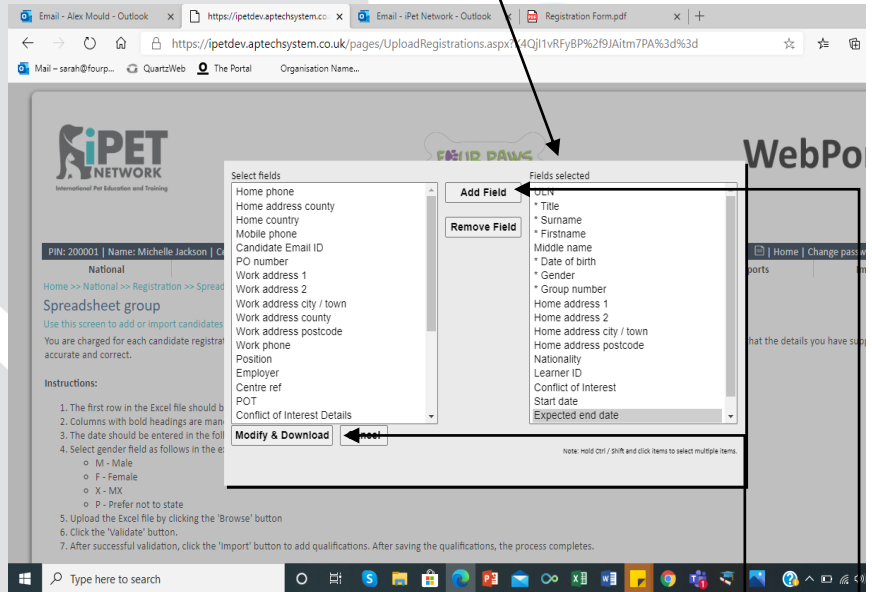 Email - Alex Mould - Outlook
https://ipetdev.aptechsystem.co.
Email - iPet Network - Outlook
Registration Form.pdf
https://ipetdev.aptechsystem.co.uk/pages/UploadRegistrations.aspx?
Mail – sarah@fourp...
QuartzWeb
The Portal
Organisation Name...
iPET
NETWORK
International Pet Education and Training
FOUR PAWS
WebPo
PIN: 200001 | Name: Michelle Jackson |
| Home | Change passw
National
ports
Home >> National >> Registration >> Spread
Spreadsheet group
Use this screen to add or import candidates
You are charged for each candidate registrat
hat the details you have sup
accurate and correct.
Instructions:
1. The first row in the Excel file should b
2. Columns with bold headings are man
3. The date should be entered in the foll
4. Select gender field as follows in the e
M - Male
F - Female
X - MX
P - Prefer not to state
5. Upload the Excel file by clicking the 'Browse' button
6. Click the 'Validate' button.
7. After successful validation, click the 'Import' button to add qualifications. After saving the qualifications, the process completes.
Select fields
Home phone
Home address county
Home country
Mobile phone
Candidate Email ID
PO number
Work address 1
Work address 2
Work address city / town
Work address county
Work address postcode
Work phone
Position
Employer
Centre ref
POT
Conflict of Interest Details
Add Field
Remove Field
Fields selected
ULN
* Title
* Surname
* Firstname
Middle name
* Date of birth
* Gender
* Group number
Home address 1
Home address 2
Home address city / town
Home address postcode
Nationality
Learner ID
Conflict of Interest
Start date
Expected end date
Modify & Download
Cancel
Note: Hold Ctrl / Shift and click items to select multiple items.
Type here to search